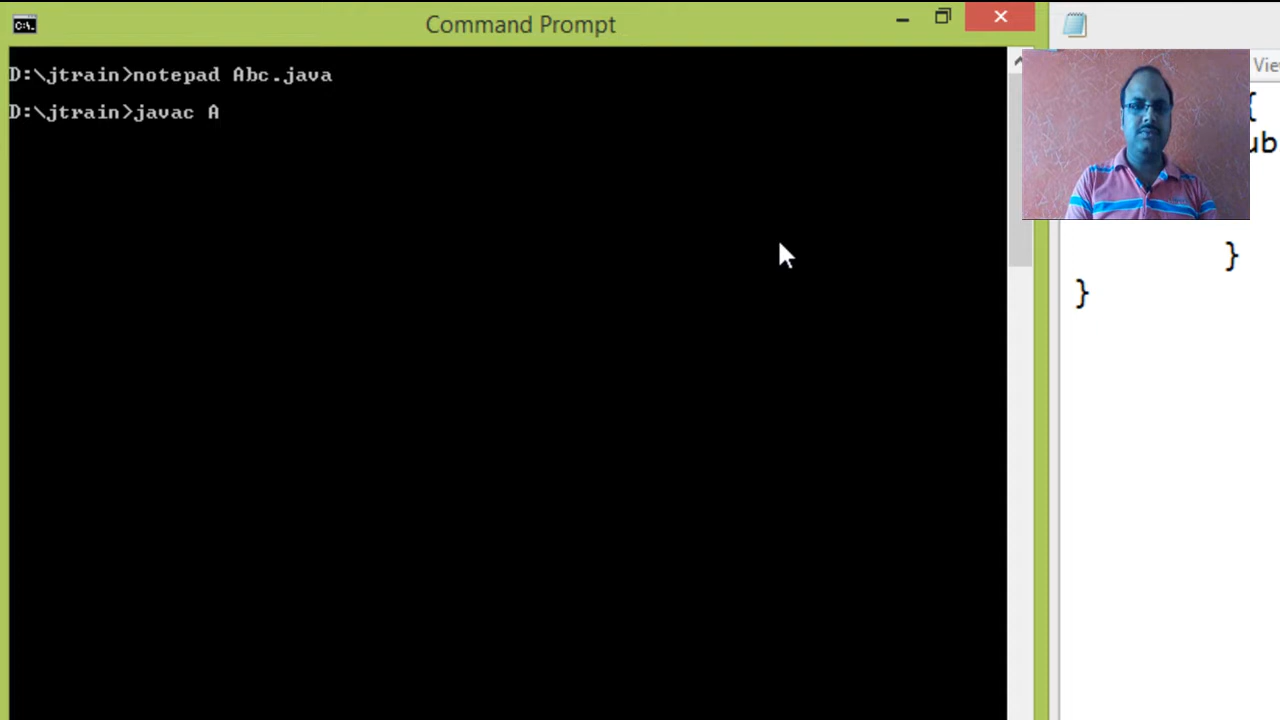 C:\.
Command Prompt
D:\jtrain>notepad Abc.java
D:\jtrain>javac A
{
}
}